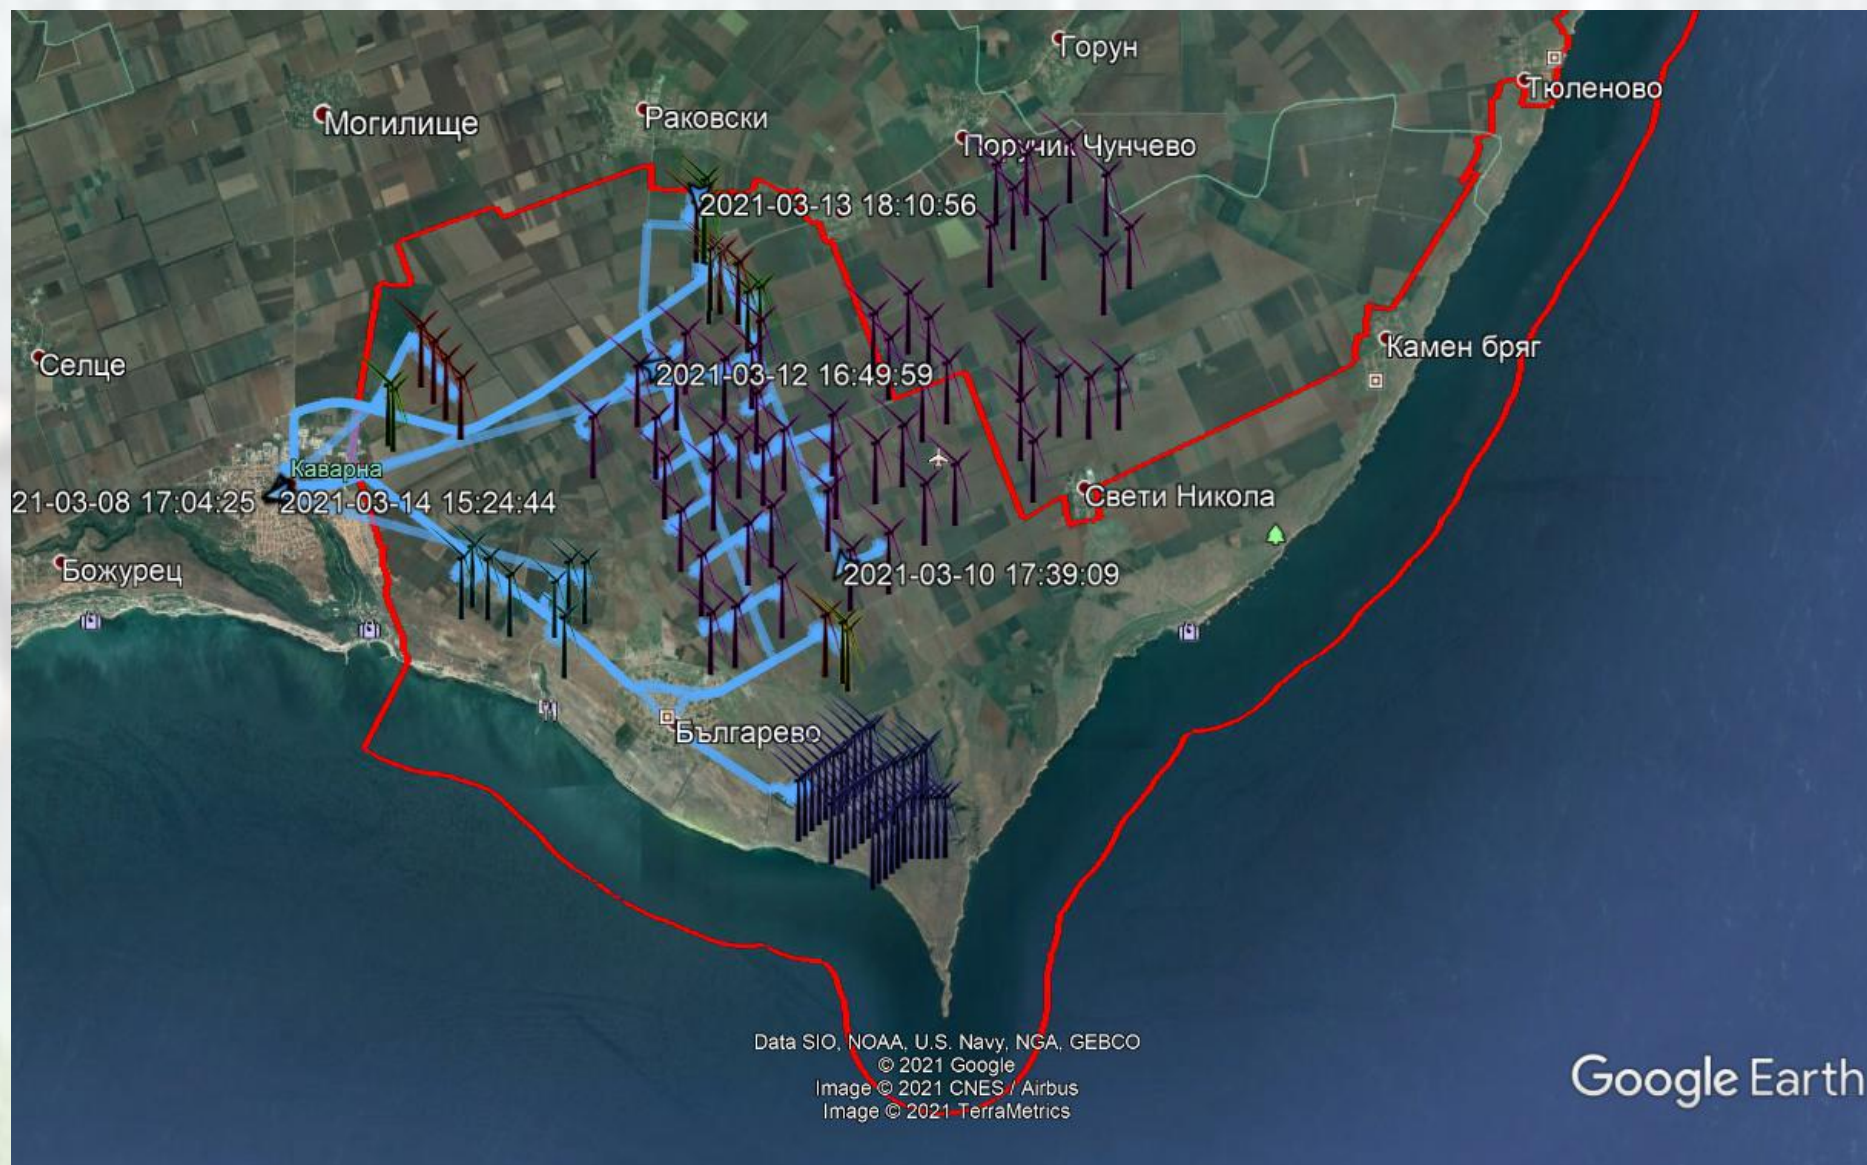 Горун
Тюленово
Могилище
Раковски
Поручик Чунчево
2021-03-13 18:10:56
Камен бряг
Селце
2021-03-12 16:49:59
Каварна
21-03-08 17:04:25
2021-03-14 15:24:44
Свети Никола
Божурец
2021-03-10 17:39:09
Българево
Data SIO, NOAA, U.S. Navy, NGA, GEBCO
© 2021 Google
Image © 2021 CNES / Airbus
Image © 2021 TerraMetrics
Google Earth